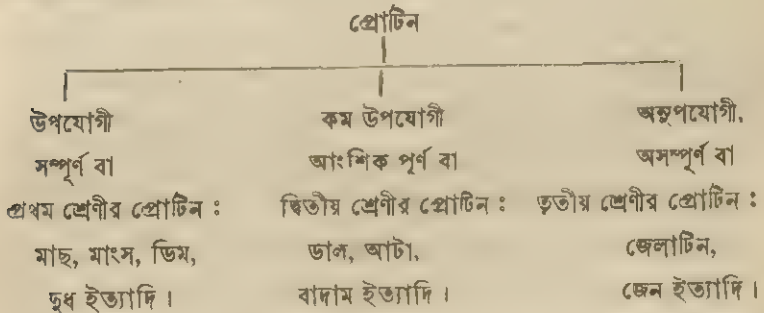 প্রোটিন
উপযোগী
সম্পূর্ণ বা
প্রথম শ্রেণীর প্রোটিন :
মাছ, মাংস, ডিম,
দুধ ইত্যাদি ।
কম উপযোগী
আংশিক পূর্ণ বা
দ্বিতীয় শ্রেণীর প্রোটিন :
ডাল, আটা,
বাদাম ইত্যাদি ।
অনুপযোগী,
অসম্পূর্ণ বা
তৃতীয় শ্রেণীর প্রোটিন :
জেলাটিন,
জেন ইত্যাদি ।